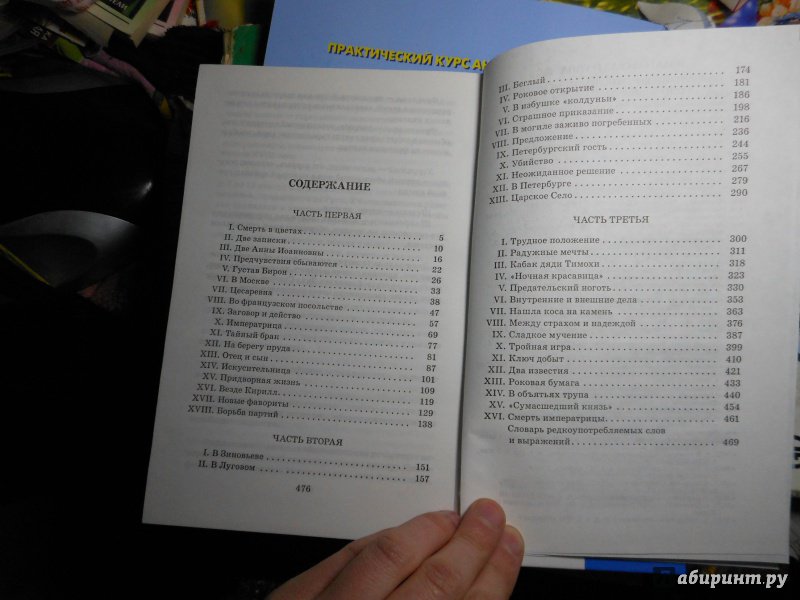 ПРАКТИЧЕСКИЙ КУРС
СОДЕРЖАНИЕ
ЧАСТЬ ПЕРВАЯ
I. Смерть в цветах 5
II. Две записки 10
III. Две Анны Иоанновны 16
IV. Предчувствия сбываются 22
V. Густав Бирон 26
VI. В Москве 33
VII. Цесаревна 38
VIII. Во французском посольстве 47
IX. Заговор и действо 57
X. Императрица 69
XI. Тайный брак 77
XII. На берегу пруда 81
XIII. Отец и сын 87
XIV. Искусительница 101
XV. Придворная жизнь 109
XVI. Везде Кирилл 119
XVII. Новые фавориты 129
XVIII. Борьба партий 138
ЧАСТЬ ВТОРАЯ
I. В Зиновьеве 151
II. В Луговом 157
476
III. Беглый 174
IV. Роковое открытие 181
V. В избушке «колдуньи» 186
VI. Страшное приказание 198
VII. В могиле заживо погребенных 216
VIII. Предложение 236
IX. Петербургский гость 244
X. Убийство 255
XI. Неожиданное решение 267
XII. В Петербурге 279
XIII. Царское Село 290
ЧАСТЬ ТРЕТЬЯ
I. Трудное положение 300
II. Радужные мечты 311
III. Кабак дяди Тимохи 318
IV. «Ночная красавица» 323
V. Предательский ноготь 330
VI. Внутренние и внешние дела 353
VII. Нашла коса на камень 363
VIII. Между страхом и надеждой 376
IX. Сладкое мучение 387
X. Тройная игра 399
XI. Ключ добыт 410
XII. Два известия 421
XIII. Роковая бумага 433
XIV. В объятьях трупа 440
XV. «Сумасшедший князь» 454
XVI. Смерть императрицы 461
Словарь редкоупотребляемых слов
и выражений 469
абиринт.ру